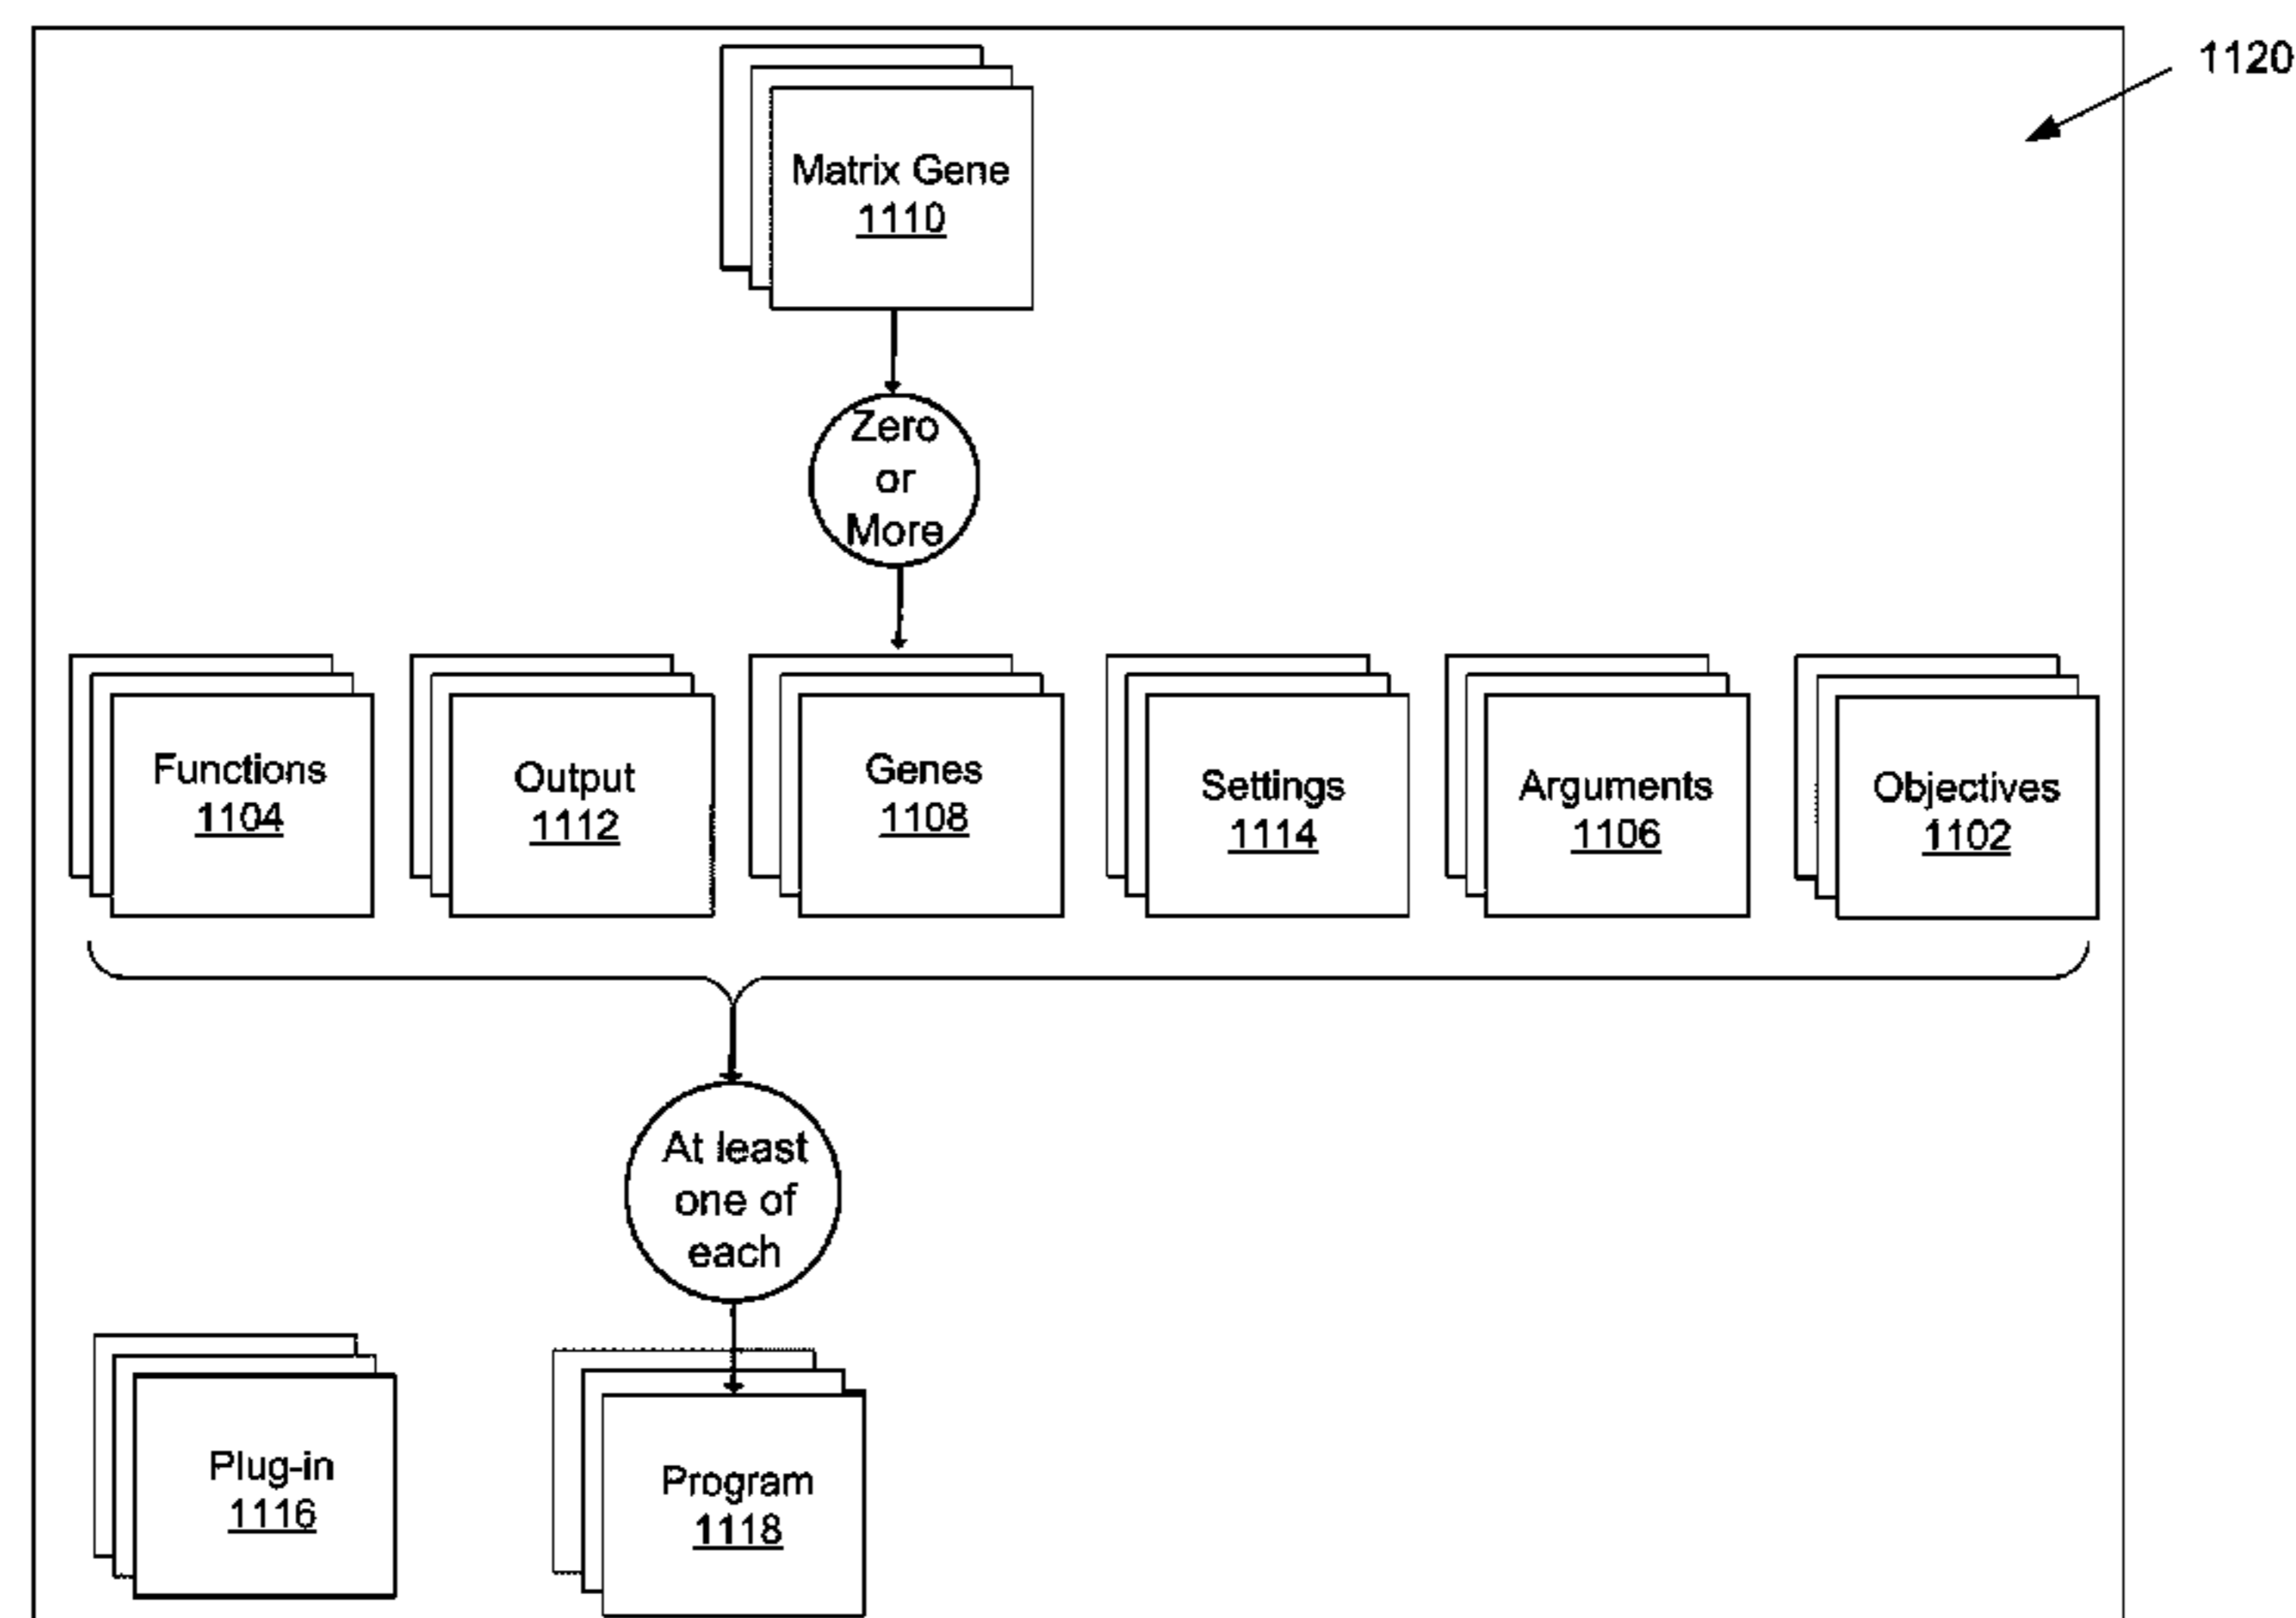 1120
Matrix Gene
1110
Zero
or
More
Functions
1104
Output
1112
Genes
1108
Settings
1114
Arguments
1106
Objectives
1102
At least
one of
each
Plug-in
1116
Program
1118